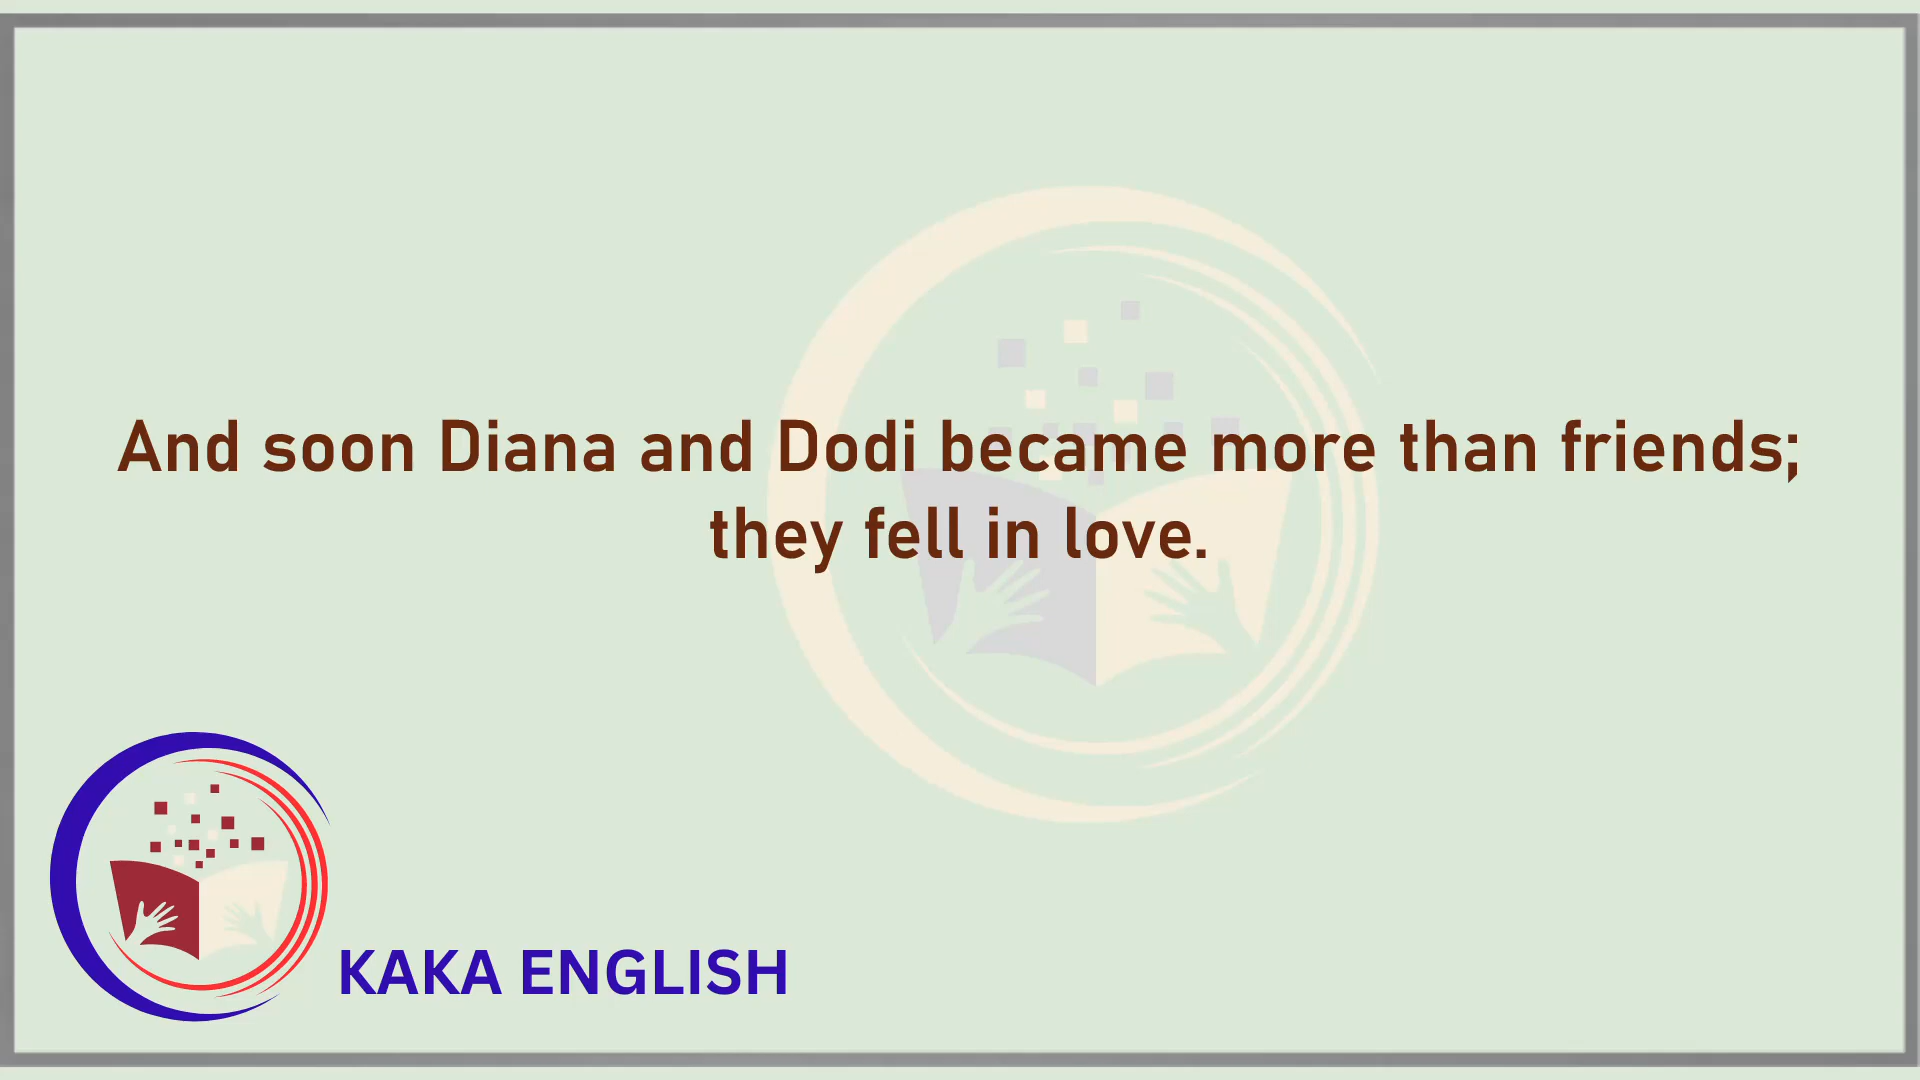 And soon Diana and Dodi became more than friends;
they fell in love.
KAKA ENGLISH